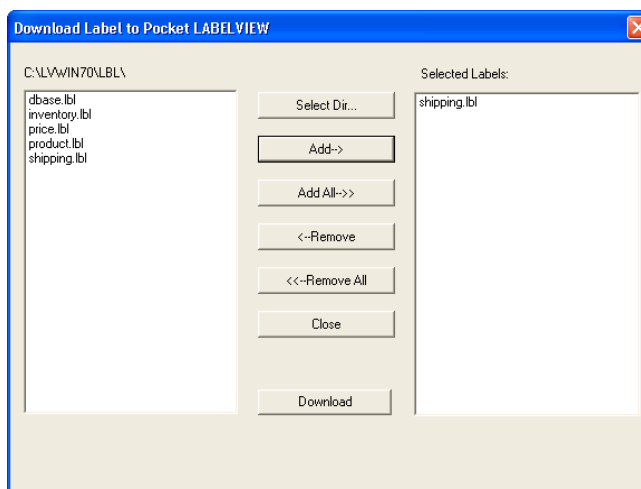 Download Label to Pocket LABELVIEW
C:\LVWIN70\LBL\
dbase.lbl
inventory.lbl
price.lbl
product.lbl
shipping.lbl
Select Dir...
Add-->
Add All-->>
<--Remove
<<--Remove All
Close
Download
Selected Labels:
shipping.lbl